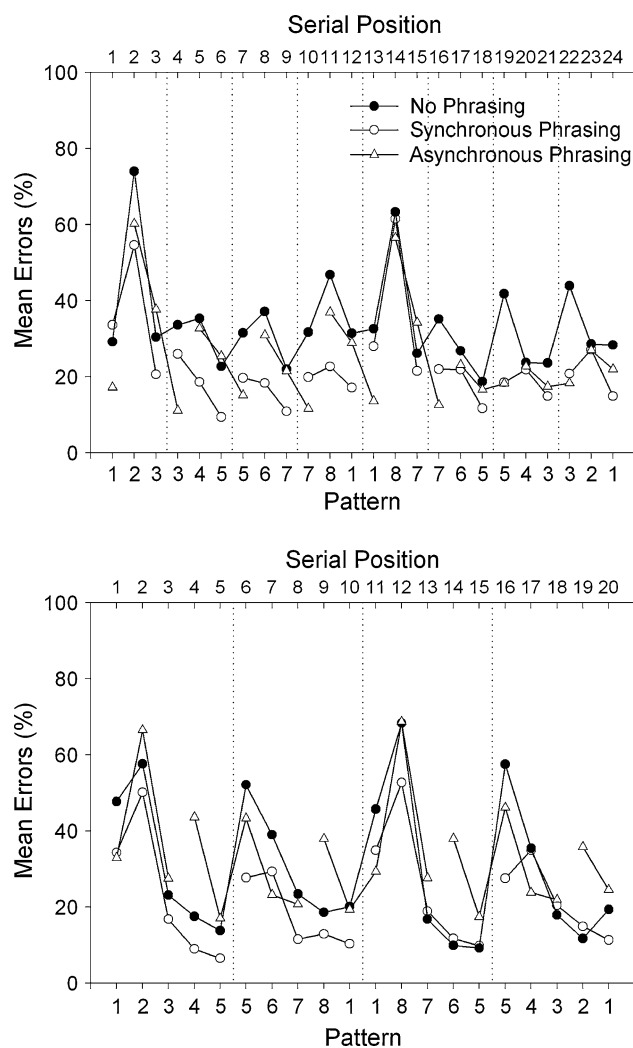 Serial Position
1 2 3 4 5 6 7 8 9 10 11 12 13 14 15 16 17 18 19 20 21 22 23 24
100
No Phrasing
Synchronous Phrasing
Asynchronous Phrasing
80
60
40
20
0
Mean Errors (%)
1 2 3 3 4 5 5 6 7 7 8 1 1 8 7 7 6 5 5 4 3 3 2 1
Pattern
Serial Position
1 2 3 4 5 6 7 8 9 10 11 12 13 14 15 16 17 18 19 20
100
80
60
40
20
0
Mean Errors (%)
1 2 3 4 5 5 6 7 8 1 1 8 7 6 5 5 4 3 2 1
Pattern